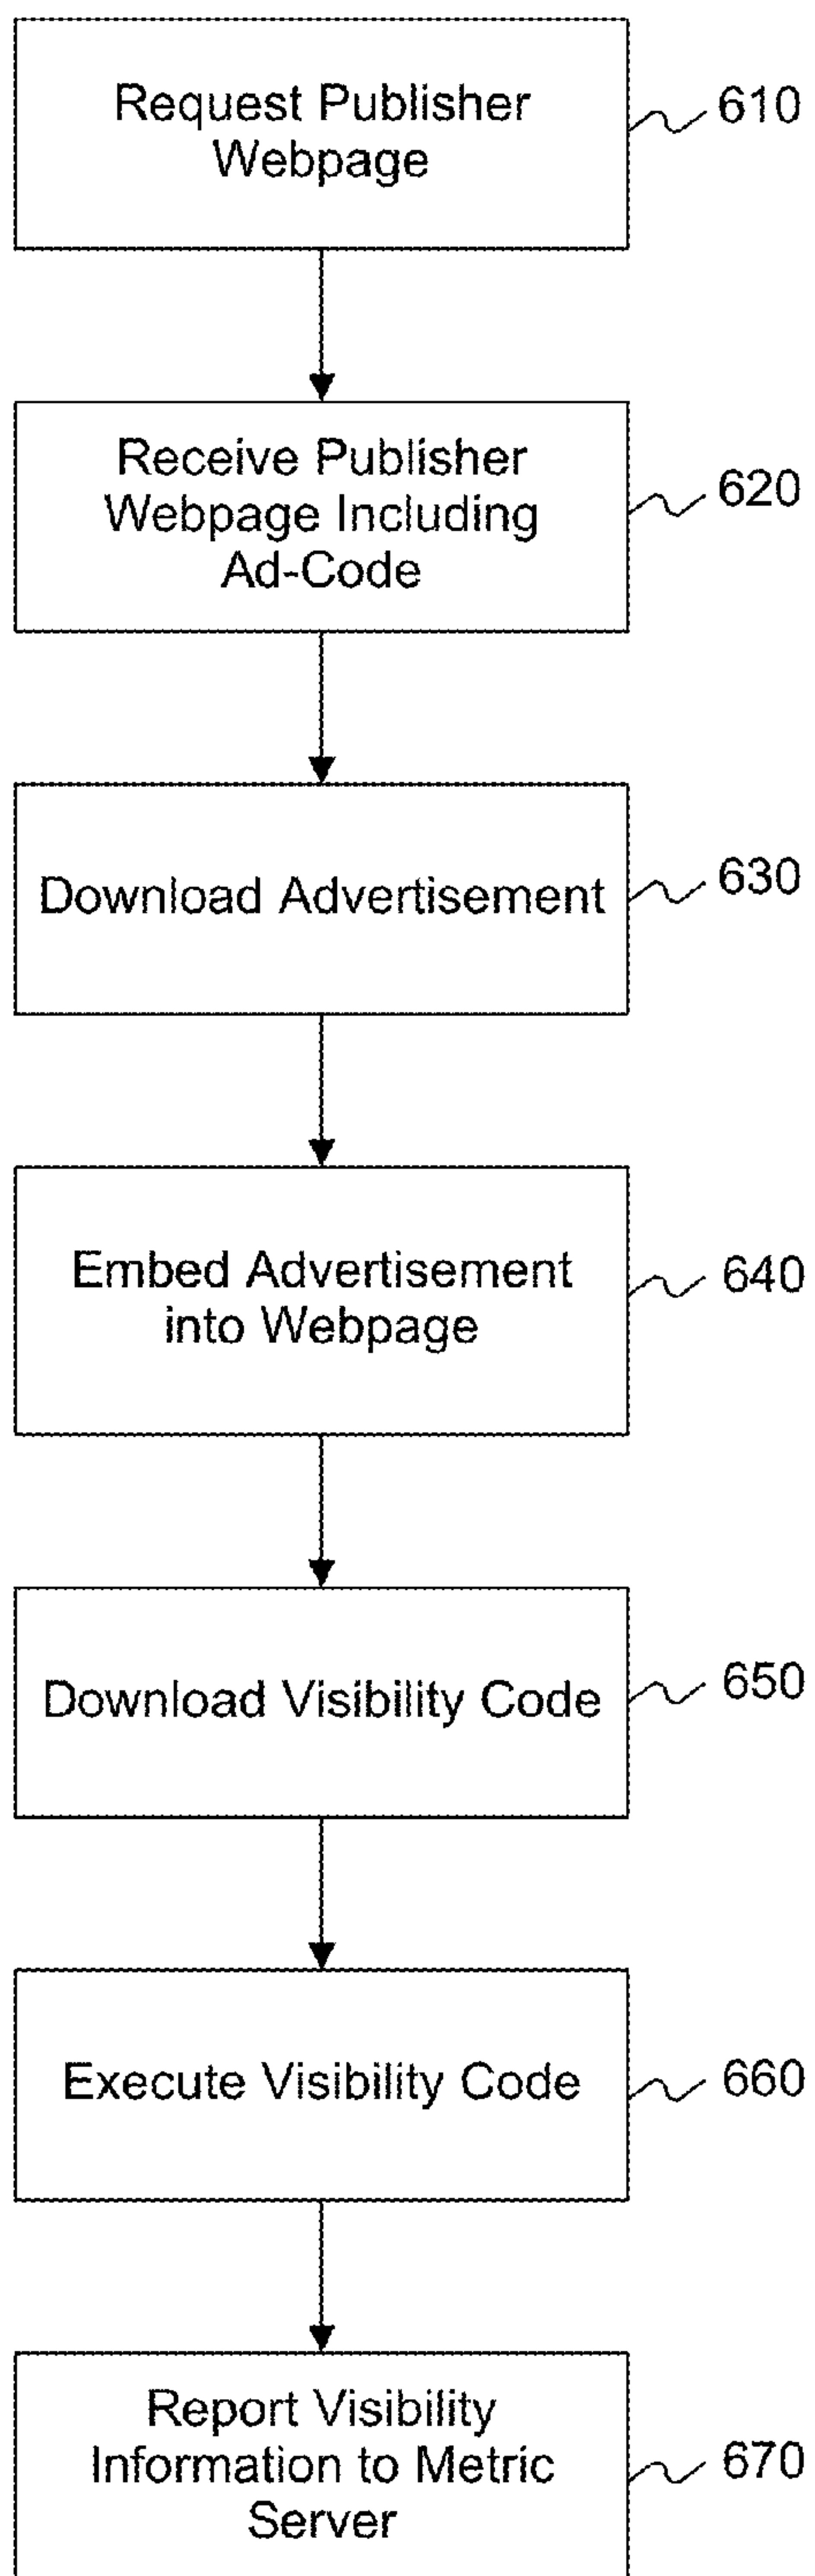 Request Publisher
Webpage
610
Receive Publisher
Webpage Including
Ad-Code
620
Download Advertisement
630
Embed Advertisement
into Webpage
640
Download Visibility Code
650
Execute Visibility Code
660
Report Visibility
Information to Metric
Server
670